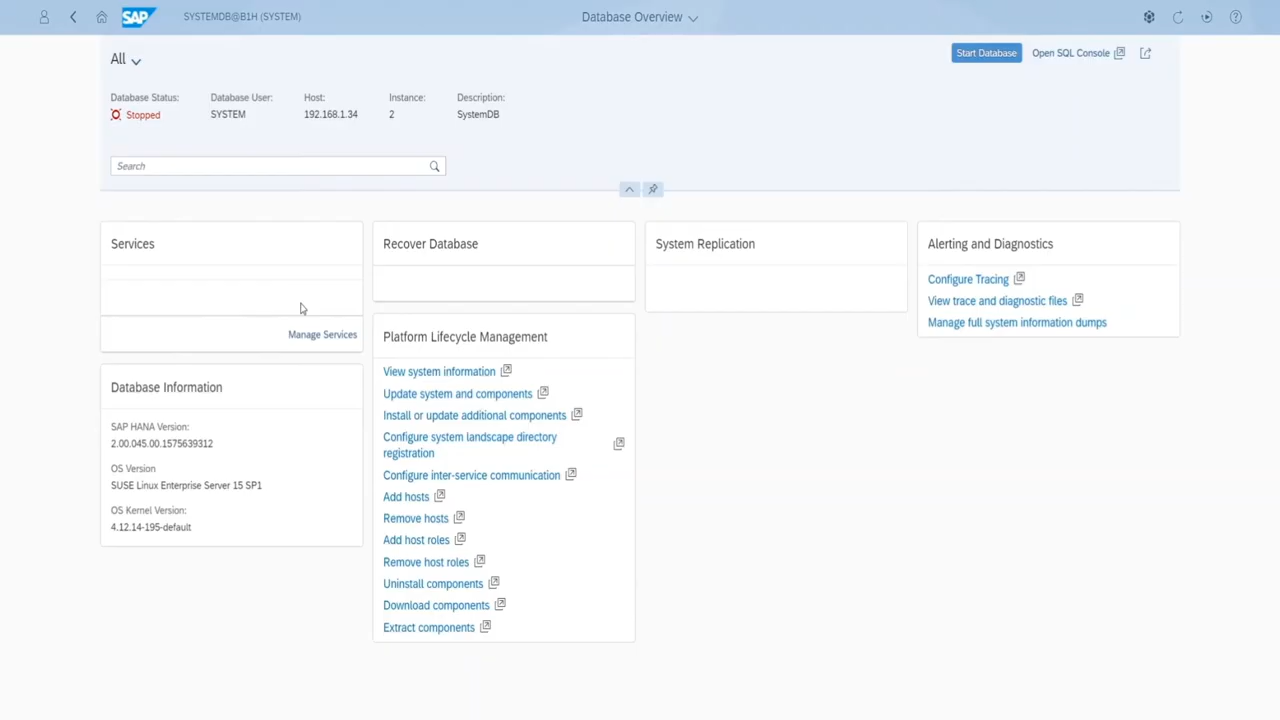 SAP
SYSTEMDB@B1H (SYSTEM)
Database Overview
All
Start Database
Open SQL Console
Database Status:
Stopped
Database User:
SYSTEM
Host:
192.168.1.34
Instance:
2
Description:
SystemDB
Search
Services
Manage Services
Database Information
SAP HANA Version:
2.00.045.00.1575639312
OS Version
SUSE Linux Enterprise Server 15 SP1
OS Kernel Version:
4.12.14-195-default
Recover Database
Platform Lifecycle Management
View system information
Update system and components
Install or update additional components
Configure system landscape directory
registration
Configure inter-service communication
Add hosts
Remove hosts
Add host roles
Remove host roles
Uninstall components
Download components
Extract components
System Replication
Alerting and Diagnostics
Configure Tracing
View trace and diagnostic files
Manage full system information dumps